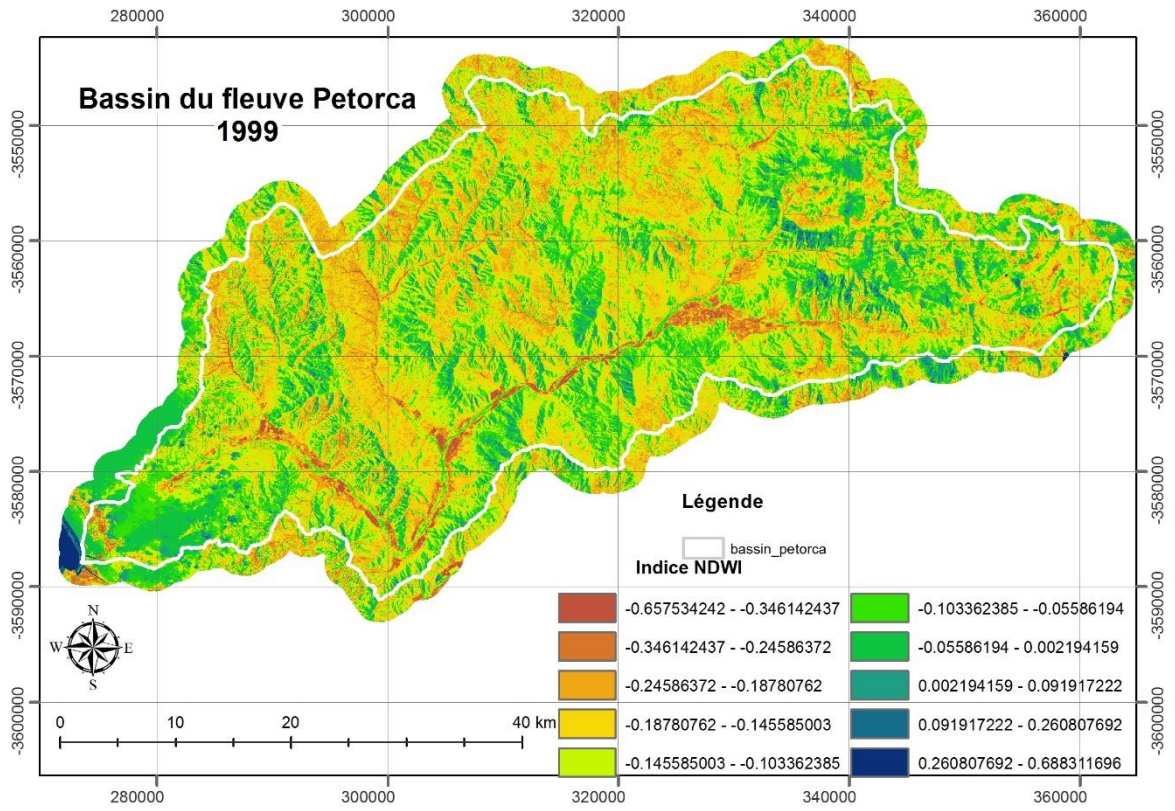 280000 300000 320000 340000 360000
Bassin du fleuve Petorca
1999
-3550000 -3550000
-3560000 -3560000
-3570000 -3570000
-3580000 -3580000
-3590000 -3590000
-3600000 -3600000
Légende
bassin_petorca
Indice NDWI
-0.657534242 - -0.346142437
-0.346142437 - -0.24586372
-0.24586372 - -0.18780762
-0.18780762 - -0.145585003
-0.145585003 - -0.103362385
-0.103362385 - -0.05586194
-0.05586194 - 0.002194159
0.002194159 - 0.091917222
0.091917222 - 0.260807692
0.260807692 - 0.688311696
N
W E
S
0 10 20 40 km
280000 300000 320000 340000 360000